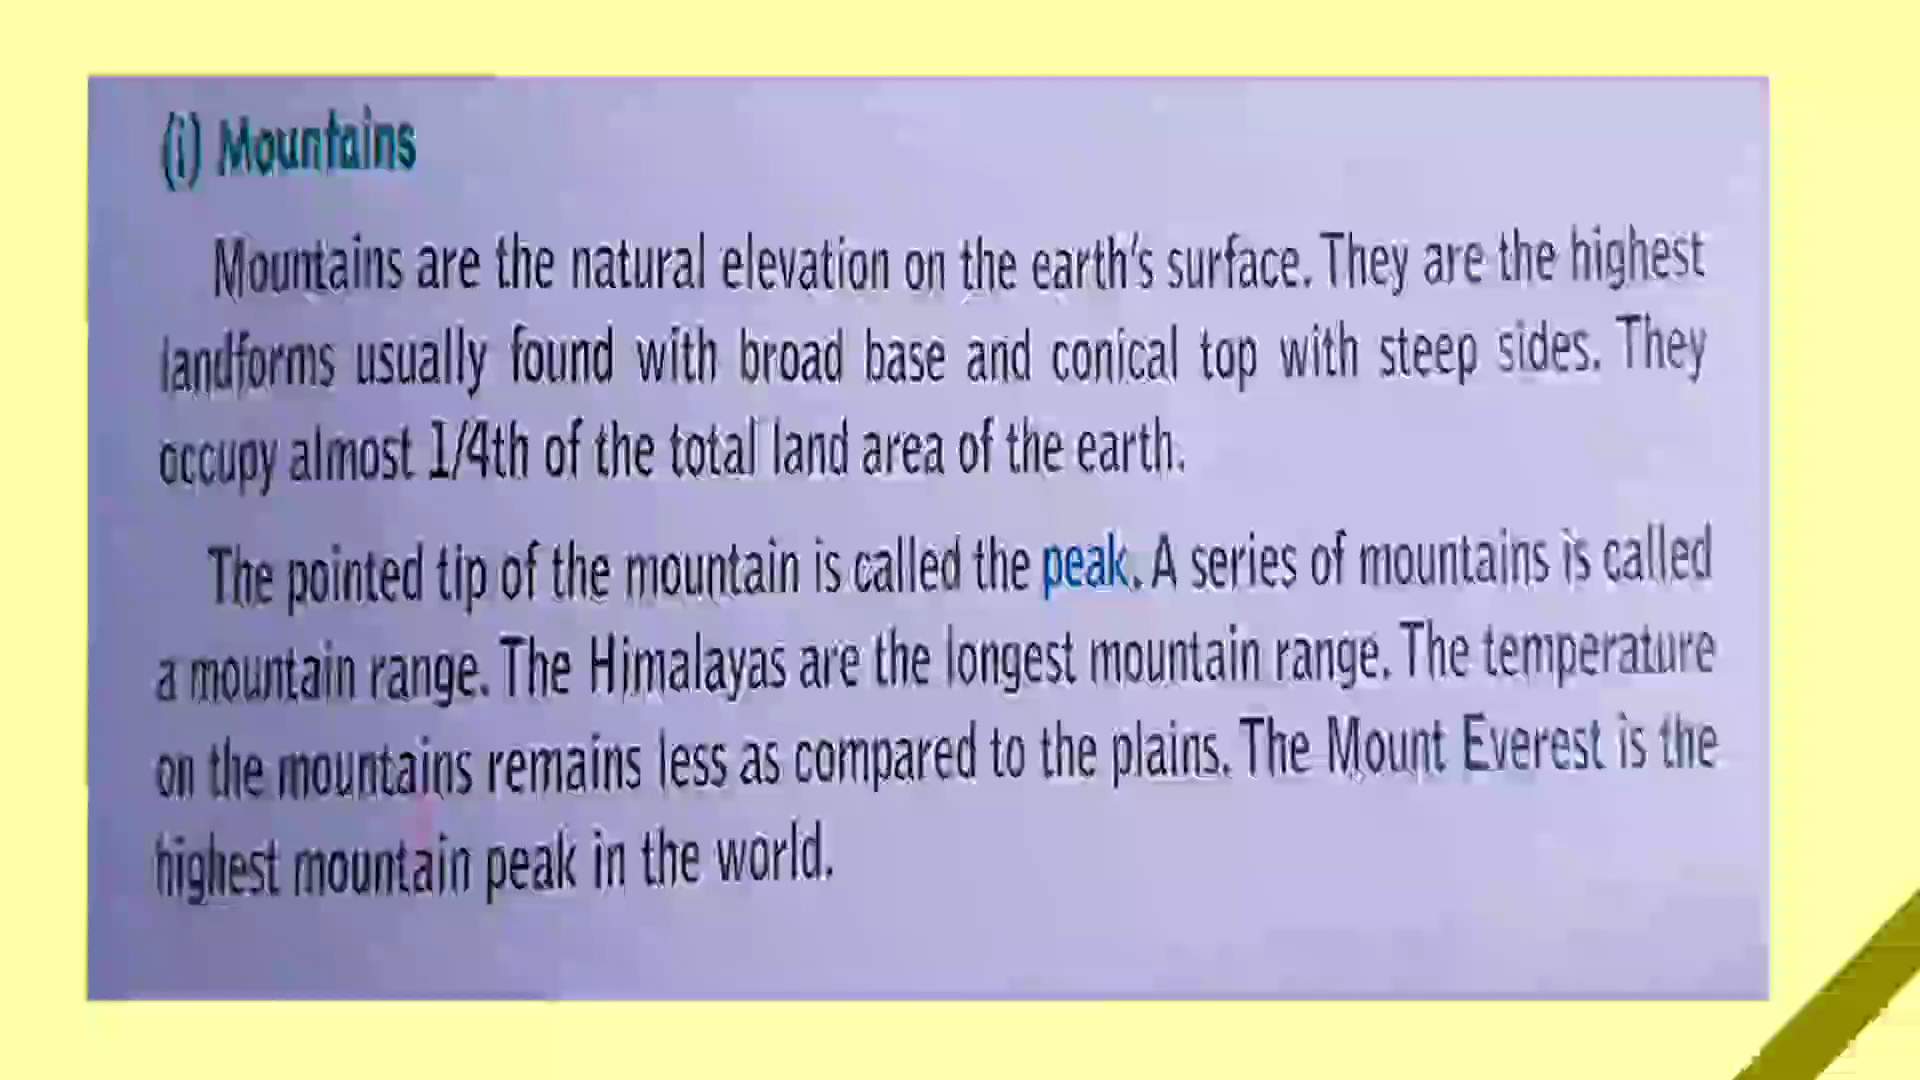 (i) Mountains
Mountains are the natural elevation on the earth's surface. They are the highest
landforms usually found with broad base and conical top with steep sides. They
occupy almost 1/4th of the total land area of the earth.
The pointed tip of the mountain is called the peak. A series of mountains is called
a mountain range. The Himalayas are the longest mountain range. The temperature
on the mountains remains less as compared to the plains. The Mount Everest is the
highest mountain peak in the world.